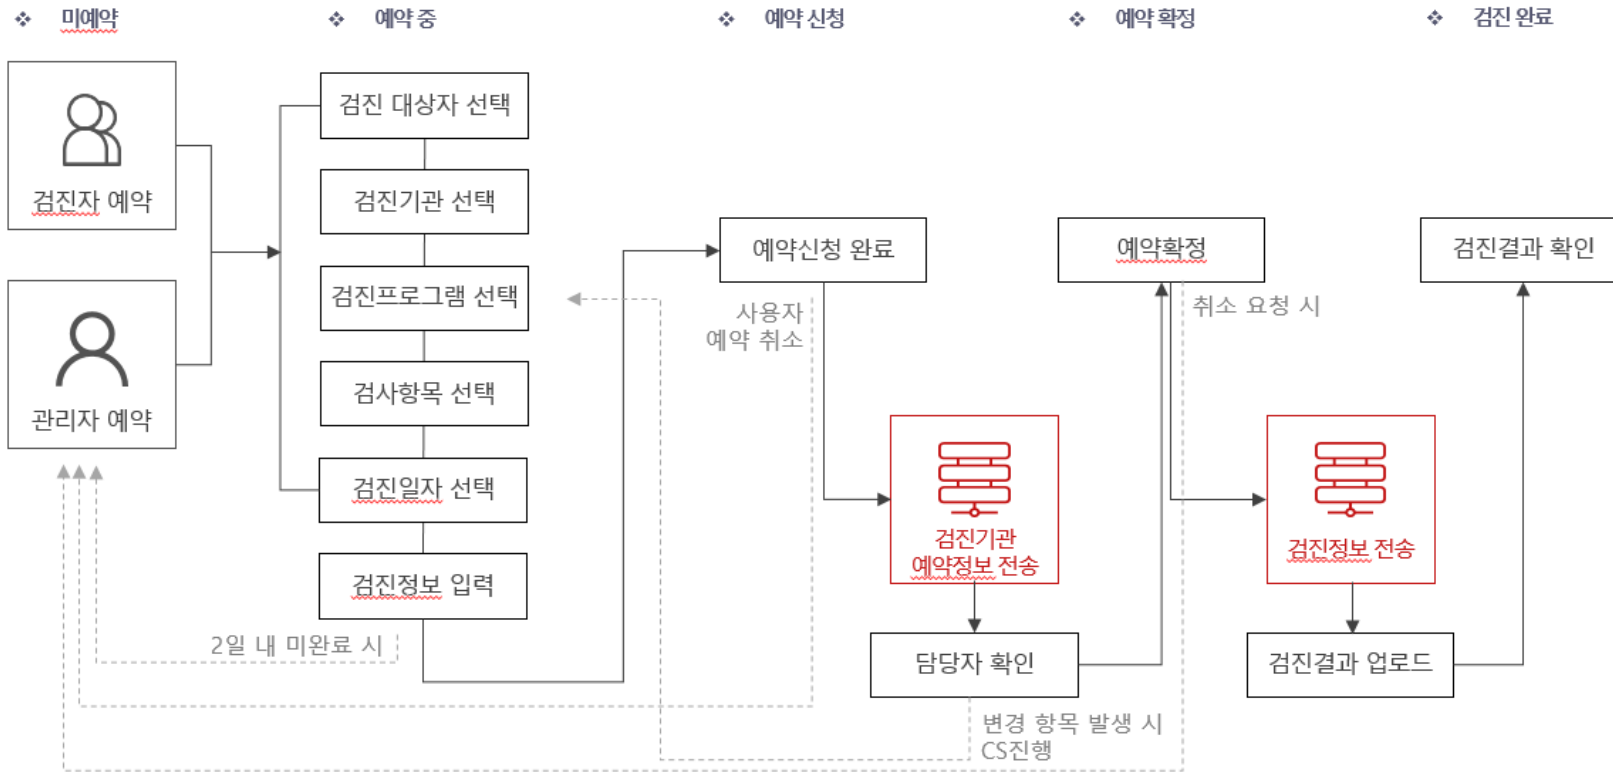 미예약
예약 중
예약 신청
예약 확정
검진 완료
검진자 예약
관리자 예약
검진 대상자 선택
검진기관 선택
검진프로그램 선택
검사항목 선택
검진일자 선택
검진정보 입력
2일 내 미완료 시
예약신청 완료
사용자
예약 취소
검진기관
예약정보 전송
담당자 확인
변경 항목 발생 시
CS진행
예약확정
취소 요청 시
검진정보 전송
검진결과 업로드
검진결과 확인